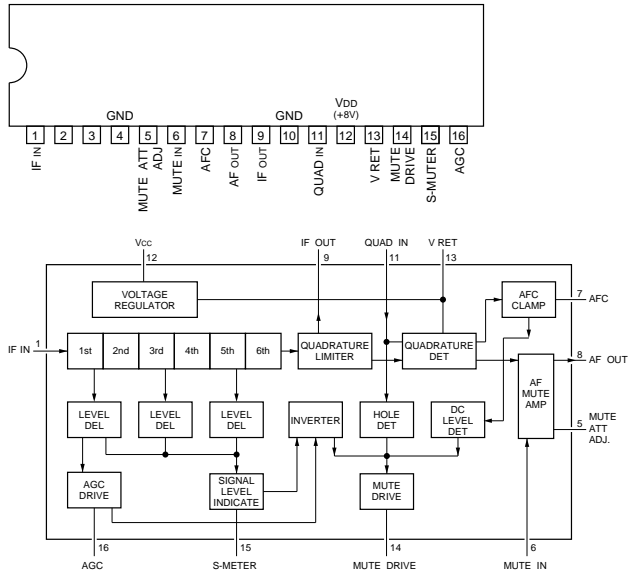 VDD
(+8V)
GND
GND
1
2
3
4
5
6
7
8
9
10
11
12
13
14
15
16
IF IN
MUTE ATT
ADJ
MUTE IN
AFC
AF OUT
IF OUT
QUAD IN
V RET
MUTE
DRIVE
S-MUTER
AGC
Vcc
12
IF OUT
9
QUAD IN
11
V RET
13
VOLTAGE
REGULATOR
AFC
CLAMP
7
AFC
IF IN
1
1st
2nd
3rd
4th
5th
6th
QUADRATURE
LIMITER
QUADRATURE
DET
AF
MUTE
AMP
8
AF OUT
5
MUTE
ATT
ADJ.
LEVEL
DEL
LEVEL
DEL
LEVEL
DEL
INVERTER
HOLE
DET
DC
LEVEL
DET
AGC
DRIVE
SIGNAL
LEVEL
INDICATE
MUTE
DRIVE
16
AGC
15
S-METER
14
MUTE DRIVE
6
MUTE IN